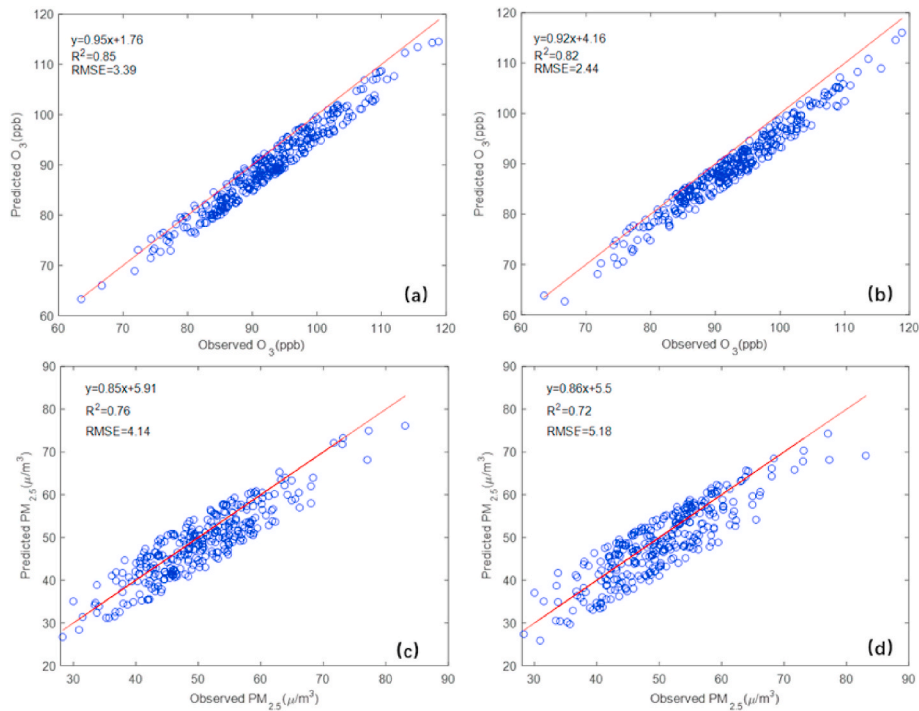 y=0.95x+1.76
R²=0.85
RMSE=3.39
120
110
100
90
80
70
60
Predicted O₃(ppb)
60 70 80 90 100 110 120
Observed O₃(ppb)
(a)
y=0.92x+4.16
R²=0.82
RMSE=2.44
120
110
100
90
80
70
60
Predicted O₃(ppb)
60 70 80 90 100 110 120
Observed O₃(ppb)
(b)
y=0.85x+5.91
R²=0.76
RMSE=4.14
90
80
70
60
50
40
30
20
Predicted PM₂.₅(μ/m³)
30 40 50 60 70 80 90
Observed PM₂.₅(μ/m³)
(c)
y=0.86x+5.5
R²=0.72
RMSE=5.18
90
80
70
60
50
40
30
20
Predicted PM₂.₅(μ/m³)
30 40 50 60 70 80 90
Observed PM₂.₅(μ/m³)
(d)